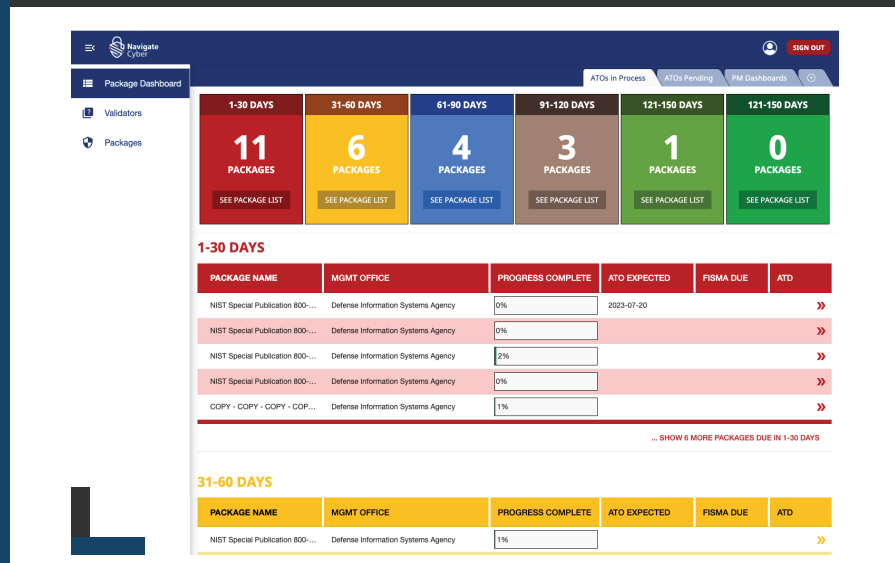 Navigate
Cyber
SIGN OUT
Package Dashboard
Validators
Packages
ATOs in Process
ATOs Pending
PM Dashboards
1-30 DAYS
31-60 DAYS
61-90 DAYS
91-120 DAYS
121-150 DAYS
121-150 DAYS
11
6
4
3
1
0
PACKAGES
PACKAGES
PACKAGES
PACKAGES
PACKAGES
PACKAGES
SEE PACKAGE LIST
SEE PACKAGE LIST
SEE PACKAGE LIST
SEE PACKAGE LIST
SEE PACKAGE LIST
SEE PACKAGE LIST
1-30 DAYS
PACKAGE NAME MGMT OFFICE PROGRESS COMPLETE ATO EXPECTED FISMA DUE ATD
NIST Special Publication 800-... Defense Information Systems Agency 0% 2023-07-20 »
NIST Special Publication 800-... Defense Information Systems Agency 0% »
NIST Special Publication 800-... Defense Information Systems Agency 2% »
NIST Special Publication 800-... Defense Information Systems Agency 0% »
COPY - COPY - COPY - COP... Defense Information Systems Agency 1% »
... SHOW 6 MORE PACKAGES DUE IN 1-30 DAYS
31-60 DAYS
PACKAGE NAME MGMT OFFICE PROGRESS COMPLETE ATO EXPECTED FISMA DUE ATD
NIST Special Publication 800-... Defense Information Systems Agency 1% »